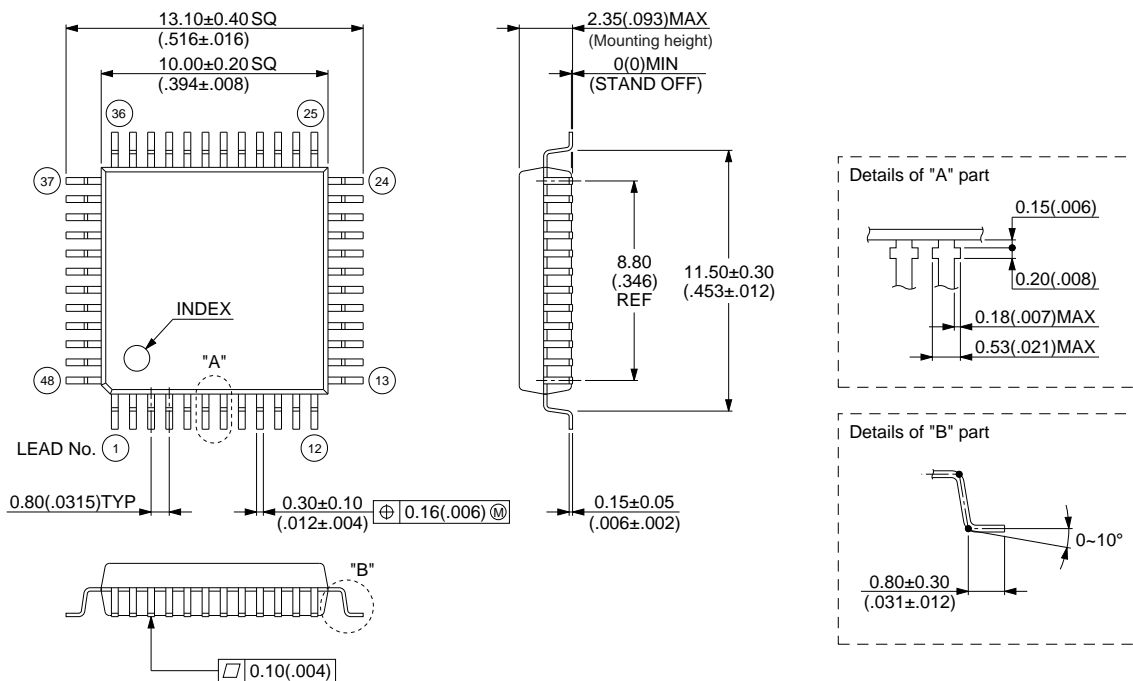 13.10±0.40 SQ
(.516±.016)
10.00±0.20 SQ
(.394±.008)
36
25
37
24
INDEX
"A"
48
13
LEAD No.
1
12
0.80(.0315)TYP
0.30±0.10
(.012±.004)
⌖ 0.16(.006) Ⓜ
"B"
▱ 0.10(.004)
2.35(.093)MAX
(Mounting height)
0(0)MIN
(STAND OFF)
8.80
(.346)
REF
11.50±0.30
(.453±.012)
0.15±0.05
(.006±.002)
Details of "A" part
0.15(.006)
0.20(.008)
0.18(.007)MAX
0.53(.021)MAX
Details of "B" part
0~10°
0.80±0.30
(.031±.012)